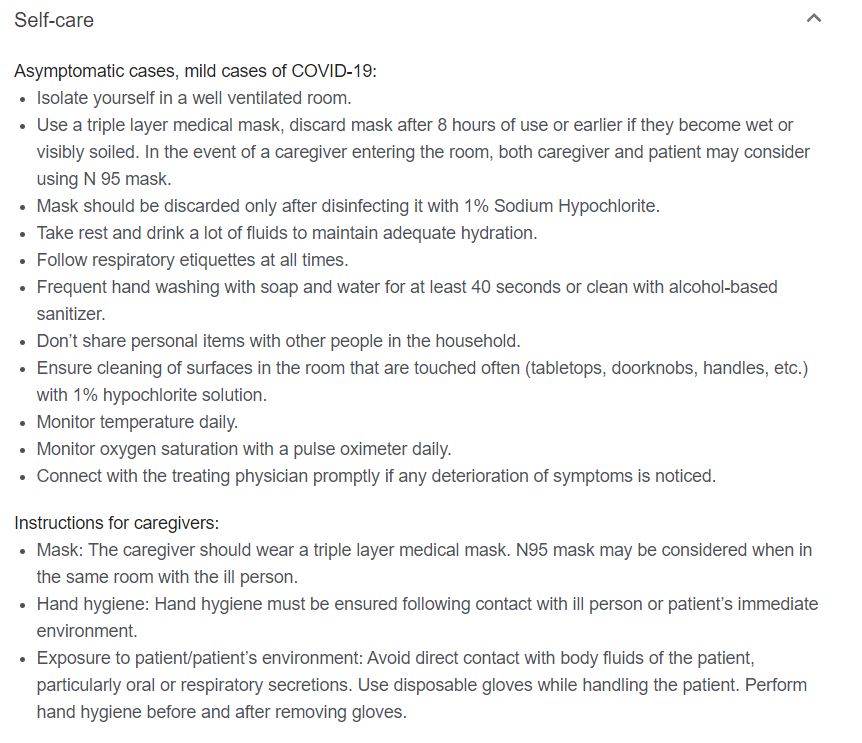 Self-care
Asymptomatic cases, mild cases of COVID-19:
• Isolate yourself in a well ventilated room.
• Use a triple layer medical mask, discard mask after 8 hours of use or earlier if they become wet or
visibly soiled. In the event of a caregiver entering the room, both caregiver and patient may consider
using N 95 mask.
• Mask should be discarded only after disinfecting it with 1% Sodium Hypochlorite.
• Take rest and drink a lot of fluids to maintain adequate hydration.
• Follow respiratory etiquettes at all times.
• Frequent hand washing with soap and water for at least 40 seconds or clean with alcohol-based
sanitizer.
• Don’t share personal items with other people in the household.
• Ensure cleaning of surfaces in the room that are touched often (tabletops, doorknobs, handles, etc.)
with 1% hypochlorite solution.
• Monitor temperature daily.
• Monitor oxygen saturation with a pulse oximeter daily.
• Connect with the treating physician promptly if any deterioration of symptoms is noticed.
Instructions for caregivers:
• Mask: The caregiver should wear a triple layer medical mask. N95 mask may be considered when in
the same room with the ill person.
• Hand hygiene: Hand hygiene must be ensured following contact with ill person or patient’s immediate
environment.
• Exposure to patient/patient’s environment: Avoid direct contact with body fluids of the patient,
particularly oral or respiratory secretions. Use disposable gloves while handling the patient. Perform
hand hygiene before and after removing gloves.